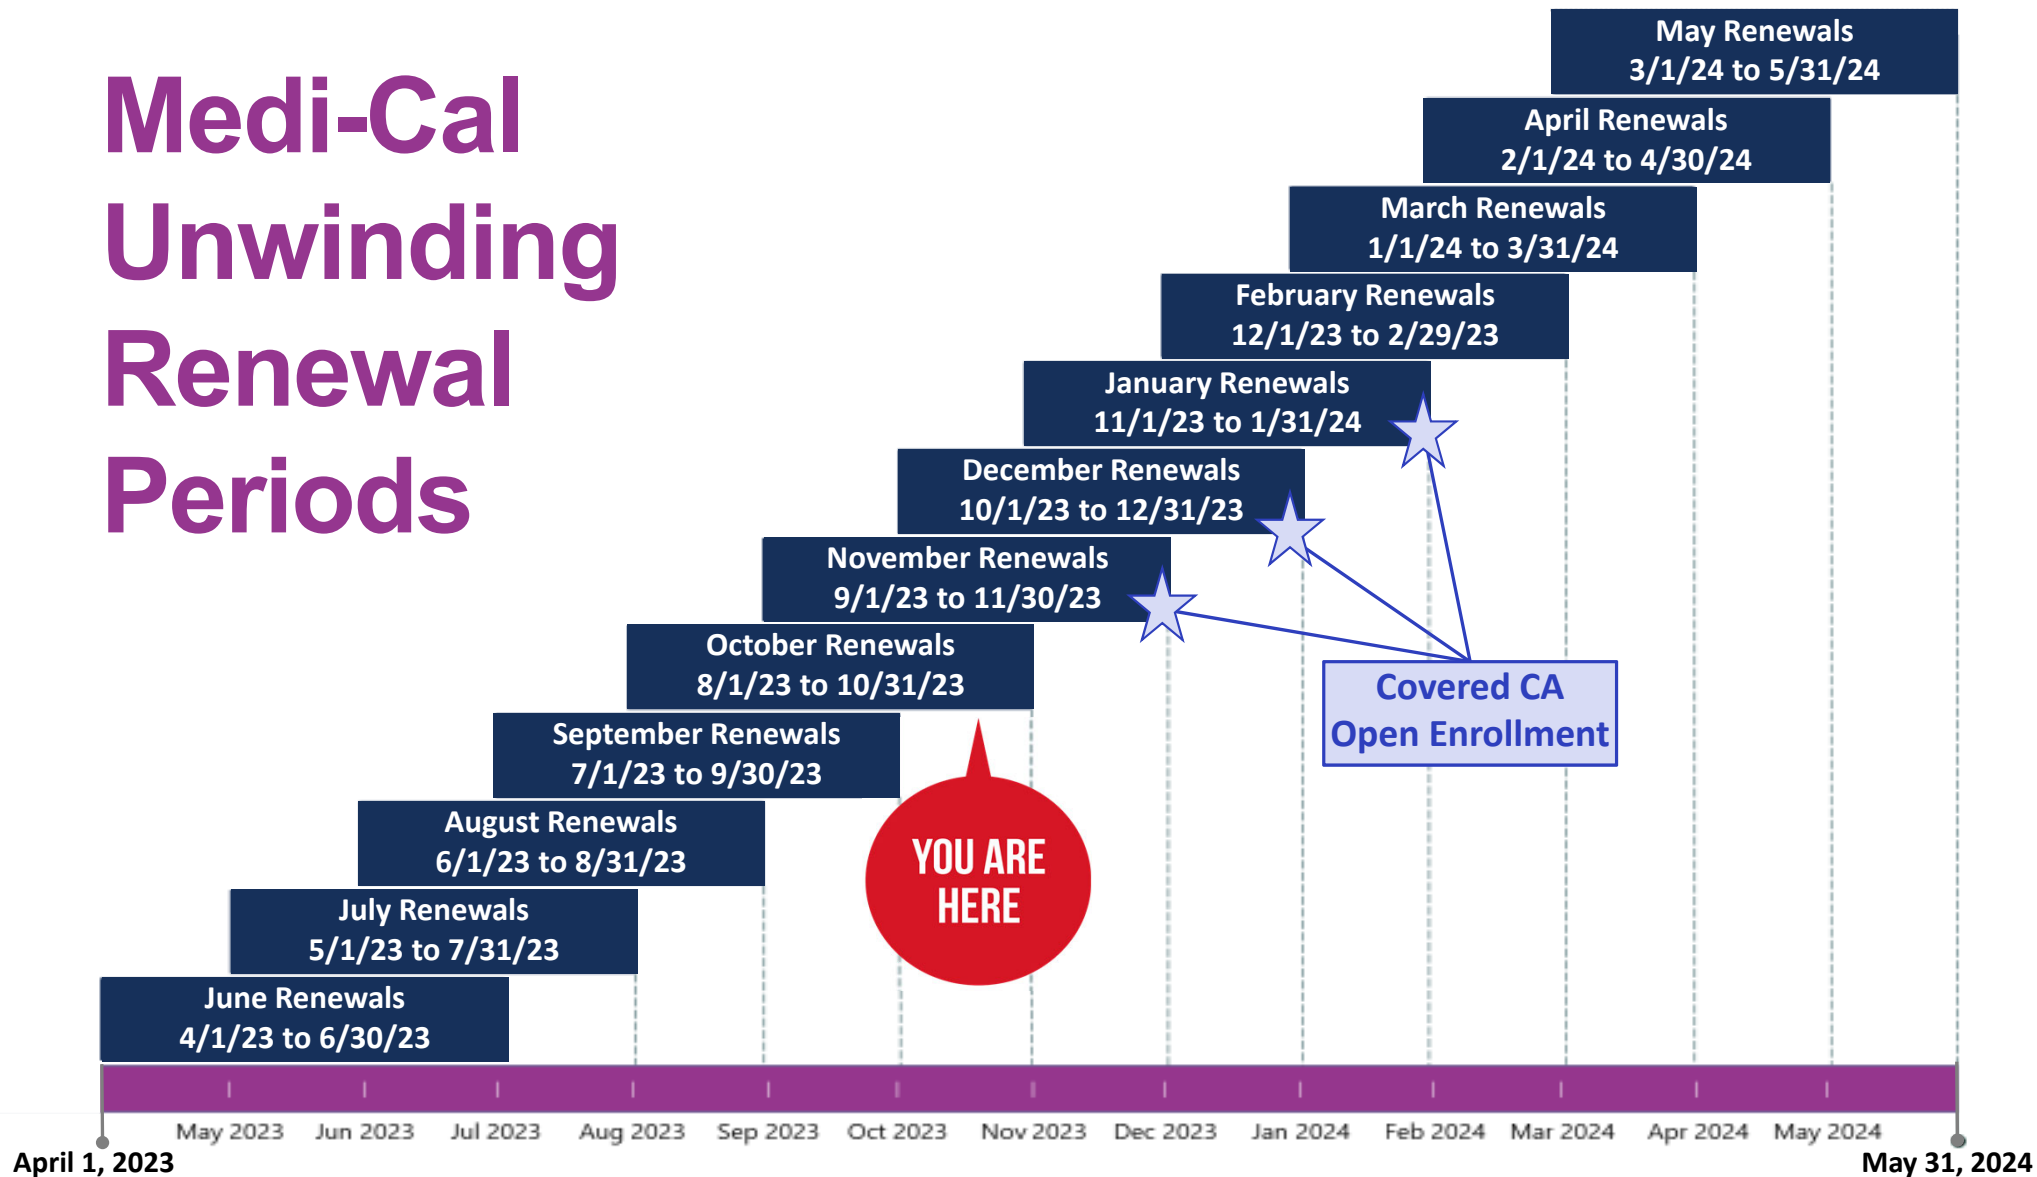 Medi-Cal
Unwinding
Renewal
Periods
May Renewals
3/1/24 to 5/31/24
April Renewals
2/1/24 to 4/30/24
March Renewals
1/1/24 to 3/31/24
February Renewals
12/1/23 to 2/29/23
January Renewals
11/1/23 to 1/31/24
December Renewals
10/1/23 to 12/31/23
November Renewals
9/1/23 to 11/30/23
October Renewals
8/1/23 to 10/31/23
September Renewals
7/1/23 to 9/30/23
August Renewals
6/1/23 to 8/31/23
July Renewals
5/1/23 to 7/31/23
June Renewals
4/1/23 to 6/30/23
Covered CA
Open Enrollment
YOU ARE
HERE
May 2023 Jun 2023 Jul 2023 Aug 2023 Sep 2023 Oct 2023 Nov 2023 Dec 2023 Jan 2024 Feb 2024 Mar 2024 Apr 2024 May 2024
April 1, 2023 May 31, 2024